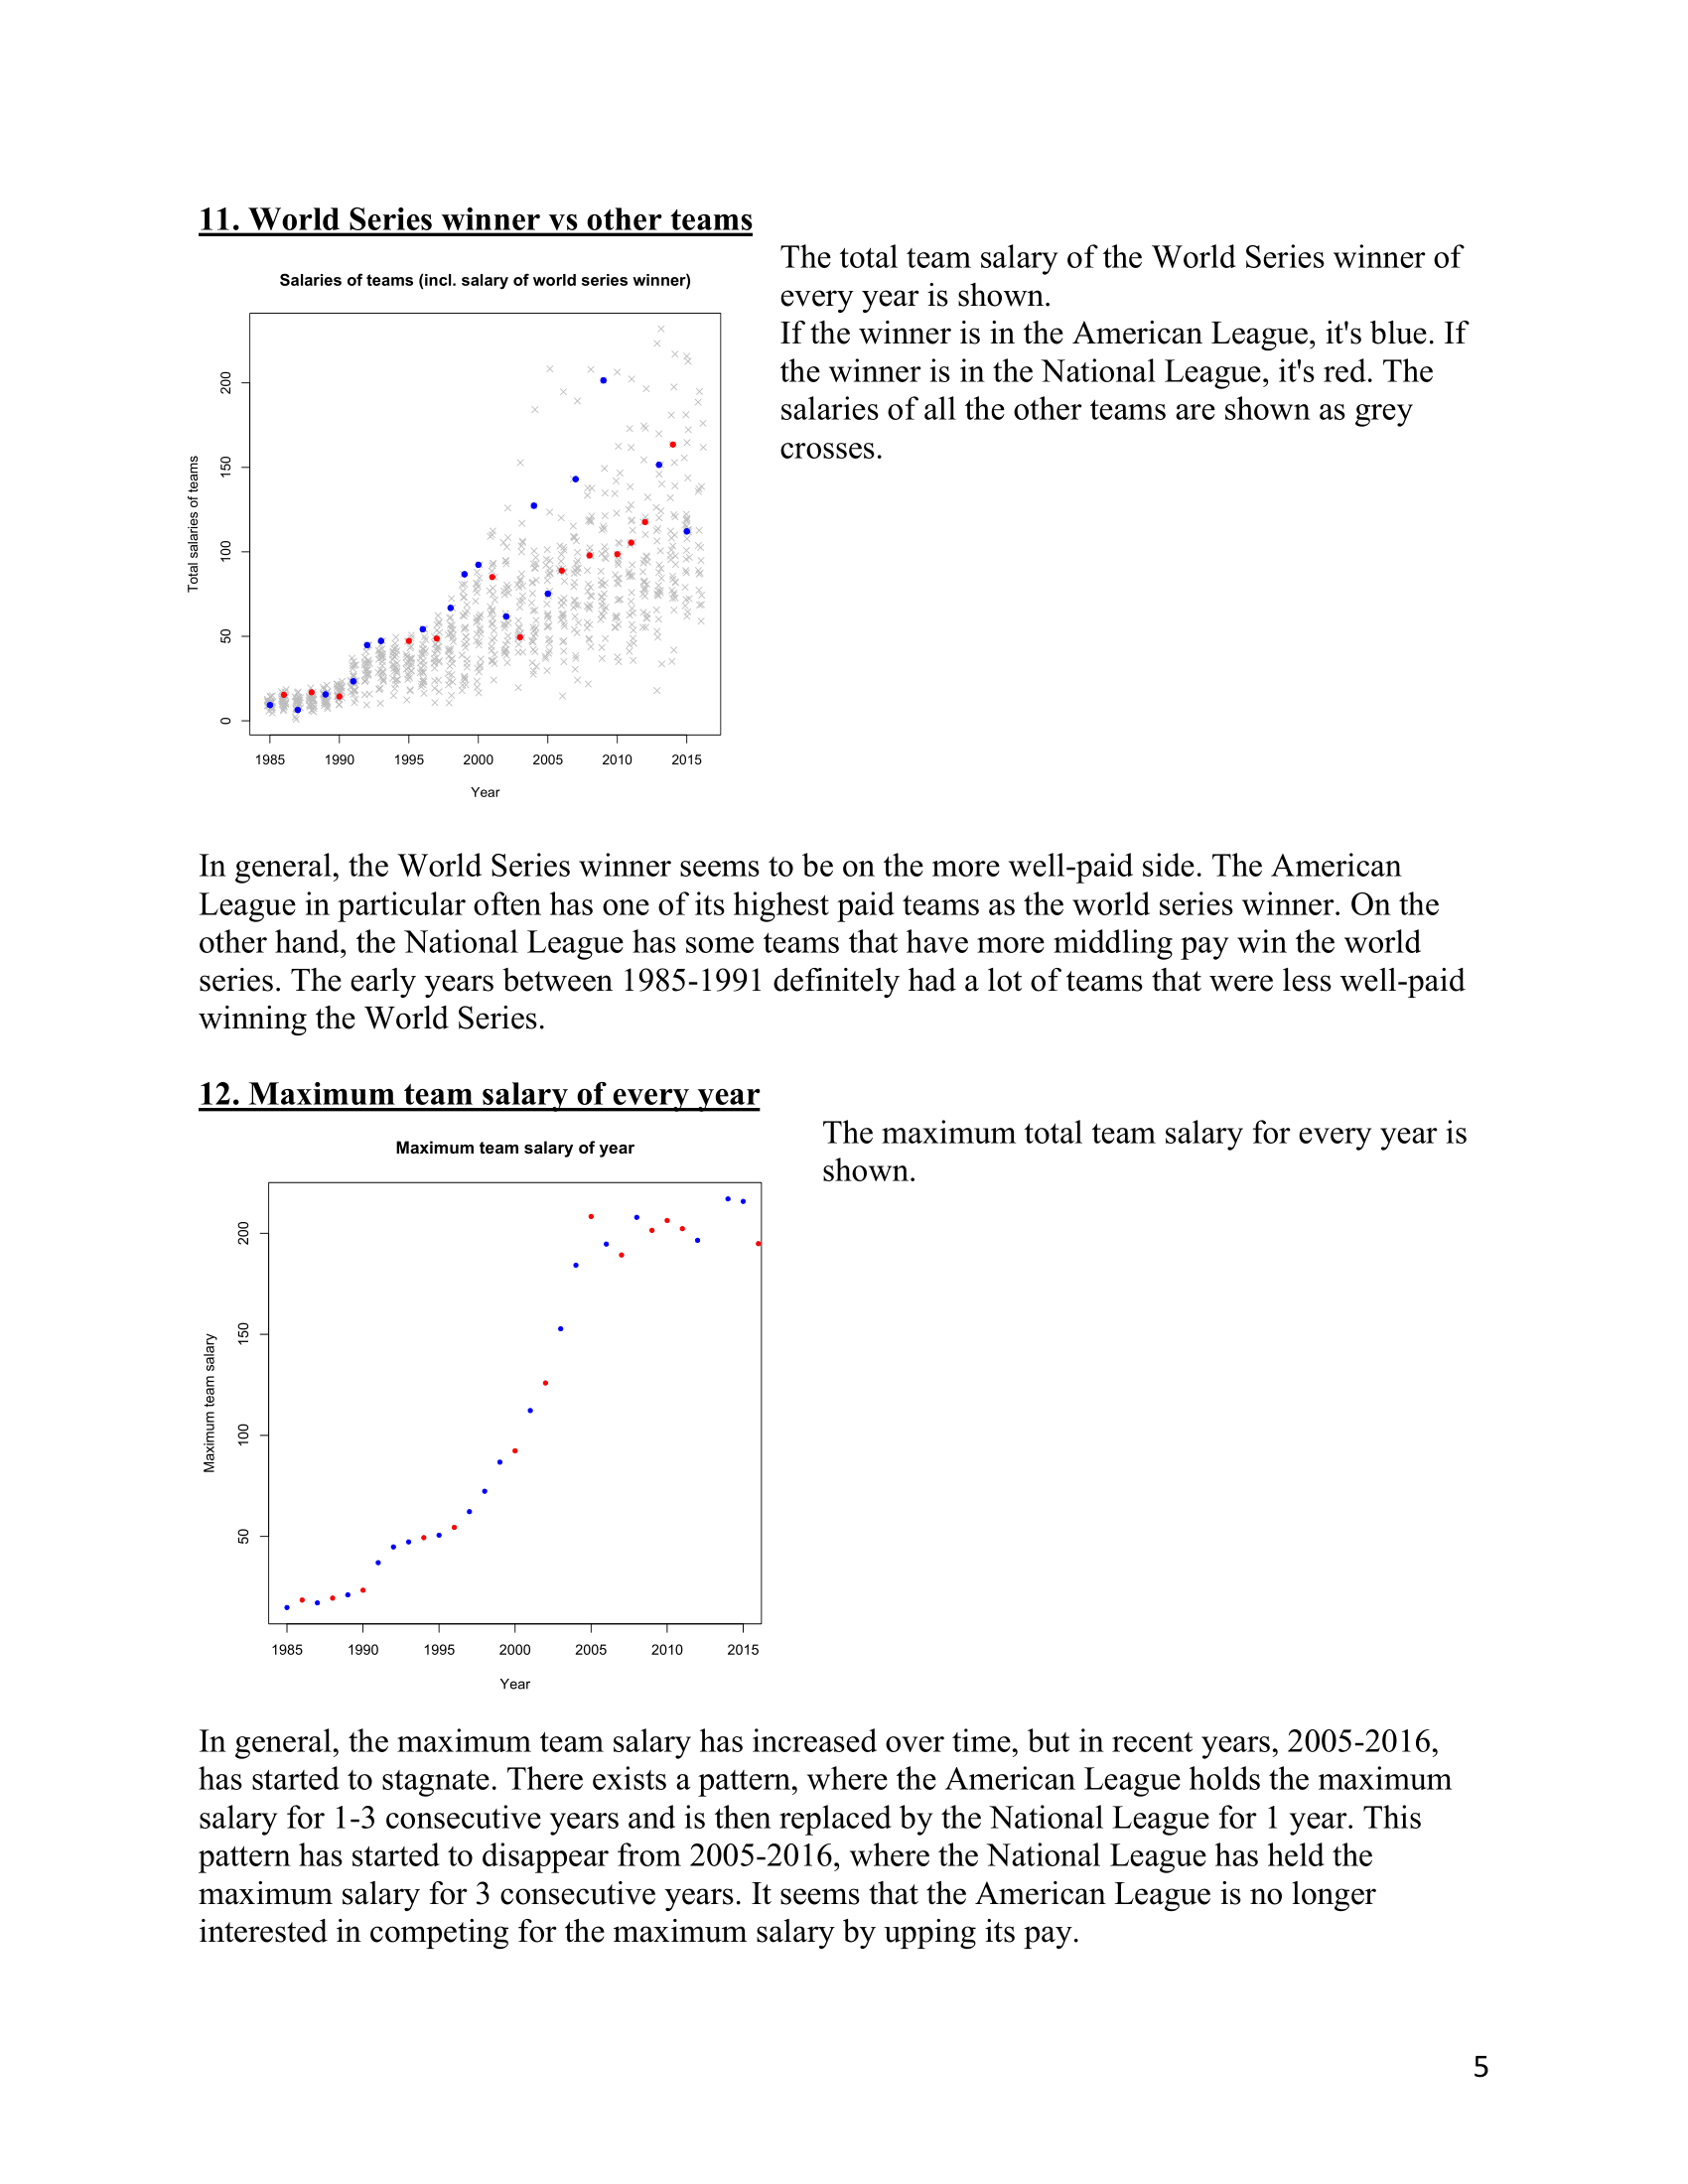 11. World Series winner vs other teams
The total team salary of the World Series winner of
every year is shown.
If the winner is in the American League, it's blue. If
the winner is in the National League, it's red. The
salaries of all the other teams are shown as grey
crosses.
Salaries of teams (incl. salary of world series winner)
Total salaries of teams
200
150
100
50
0
1985 1990 1995 2000 2005 2010 2015
Year
In general, the World Series winner seems to be on the more well-paid side. The American
League in particular often has one of its highest paid teams as the world series winner. On the
other hand, the National League has some teams that have more middling pay win the world
series. The early years between 1985-1991 definitely had a lot of teams that were less well-paid
winning the World Series.
12. Maximum team salary of every year
The maximum total team salary for every year is
shown.
Maximum team salary of year
Maximum team salary
200
150
100
50
1985 1990 1995 2000 2005 2010 2015
Year
In general, the maximum team salary has increased over time, but in recent years, 2005-2016,
has started to stagnate. There exists a pattern, where the American League holds the maximum
salary for 1-3 consecutive years and is then replaced by the National League for 1 year. This
pattern has started to disappear from 2005-2016, where the National League has held the
maximum salary for 3 consecutive years. It seems that the American League is no longer
interested in competing for the maximum salary by upping its pay.
5